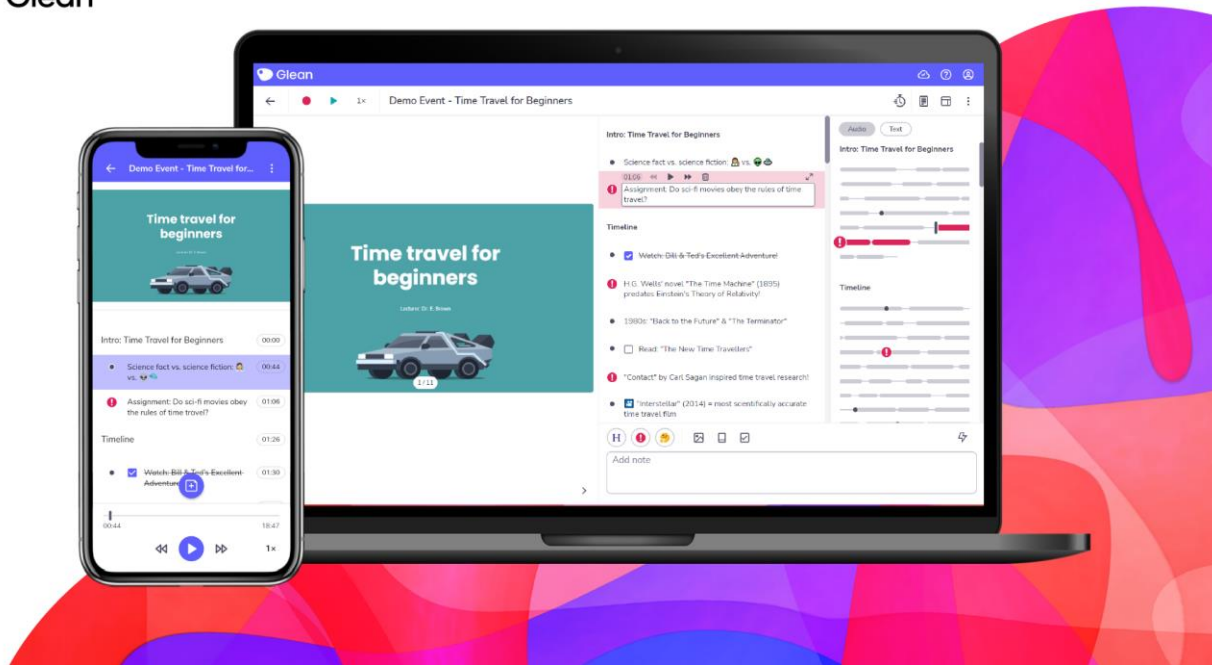 Glean
Glean
1×
Demo Event - Time Travel for Beginners
Time travel for
beginners
Lecturer: Dr. E. Brown
1 / 11
Intro: Time Travel for Beginners
Science fact vs. science fiction: 👩‍🔬 vs. 👽🛸
01:06
Assignment: Do sci-fi movies obey the rules of time
travel?
Timeline
Watch: Bill & Ted's Excellent Adventure!
H.G. Wells' novel "The Time Machine" (1895)
predates Einstein's Theory of Relativity!
1980s: "Back to the Future" & "The Terminator"
Read: "The New Time Travellers"
"Contact" by Carl Sagan inspired time travel research!
"Interstellar" (2014) = most scientifically accurate
time travel film
H
Add note
Audio
Text
Intro: Time Travel for Beginners
Timeline
Demo Event - Time Travel for...
Time travel for
beginners
Intro: Time Travel for Beginners
00:00
Science fact vs. science fiction: 👩‍🔬
vs. 👽🛸
00:44
Assignment: Do sci-fi movies obey
the rules of time travel?
01:06
Timeline
01:26
Watch: Bill & Ted's Excellent
Adventure
01:30
00:44
18:47
1×